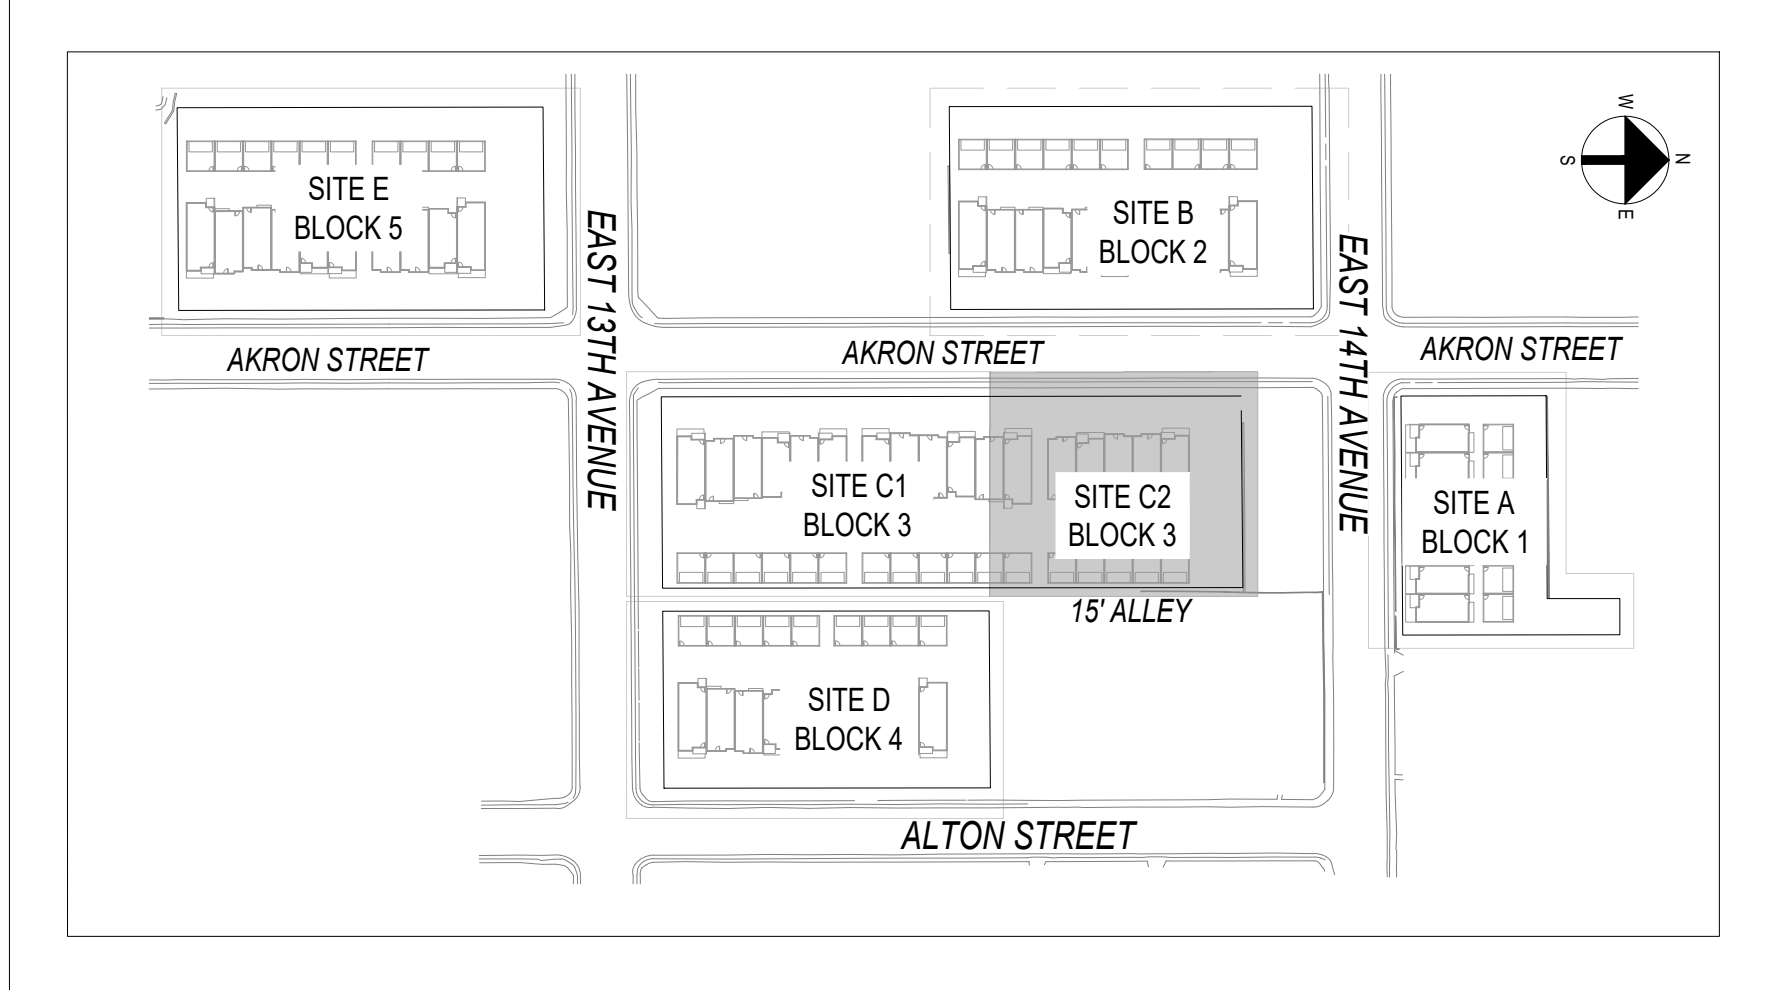 W
N
S
E
SITE E
BLOCK 5
SITE B
BLOCK 2
EAST 13TH AVENUE
EAST 14TH AVENUE
AKRON STREET
AKRON STREET
AKRON STREET
SITE C1
BLOCK 3
SITE C2
BLOCK 3
SITE A
BLOCK 1
15' ALLEY
SITE D
BLOCK 4
ALTON STREET